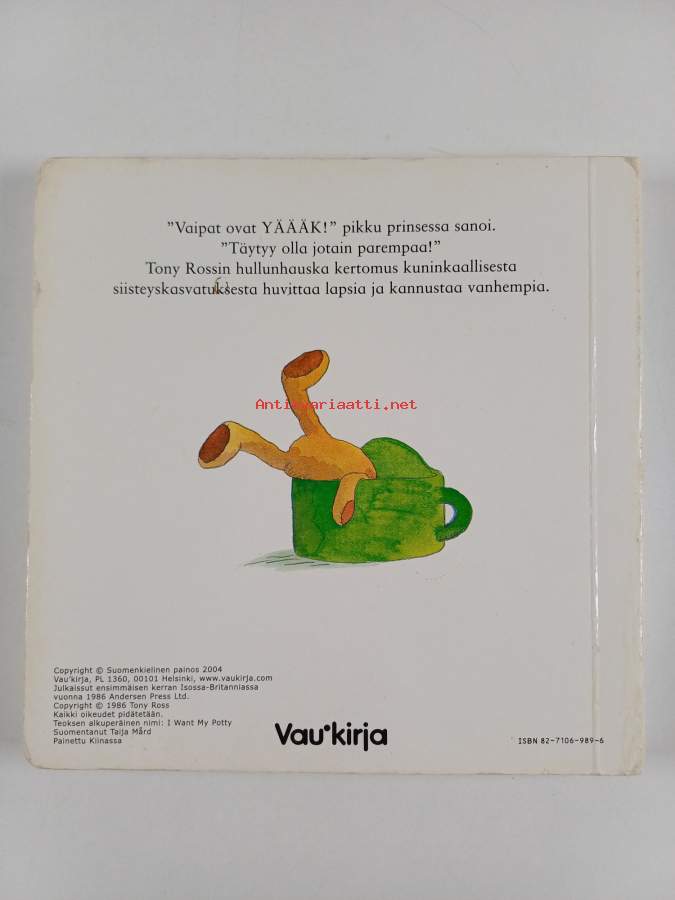 ”Vaipat ovat YÄÄÄK!” pikku prinsessa sanoi.
”Täytyy olla jotain parempaa!”
Tony Rossin hullunhauska kertomus kuninkaallisesta
siisteyskasvatuksesta huvittaa lapsia ja kannustaa vanhempia.
Antikvariaatti.net
Copyright © Suomenkielinen painos 2004
Vau'kirja, PL 1360, 00101 Helsinki, www.vaukirja.com
Julkaissut ensimmäisen kerran Isossa-Britanniassa
vuonna 1986 Andersen Press Ltd.
Copyright © 1986 Tony Ross
Kaikki oikeudet pidätetään.
Teoksen alkuperäinen nimi: I Want My Potty
Suomentanut Taija Mård
Painettu Kiinassa
Vau'kirja
ISBN 82-7106-989-6